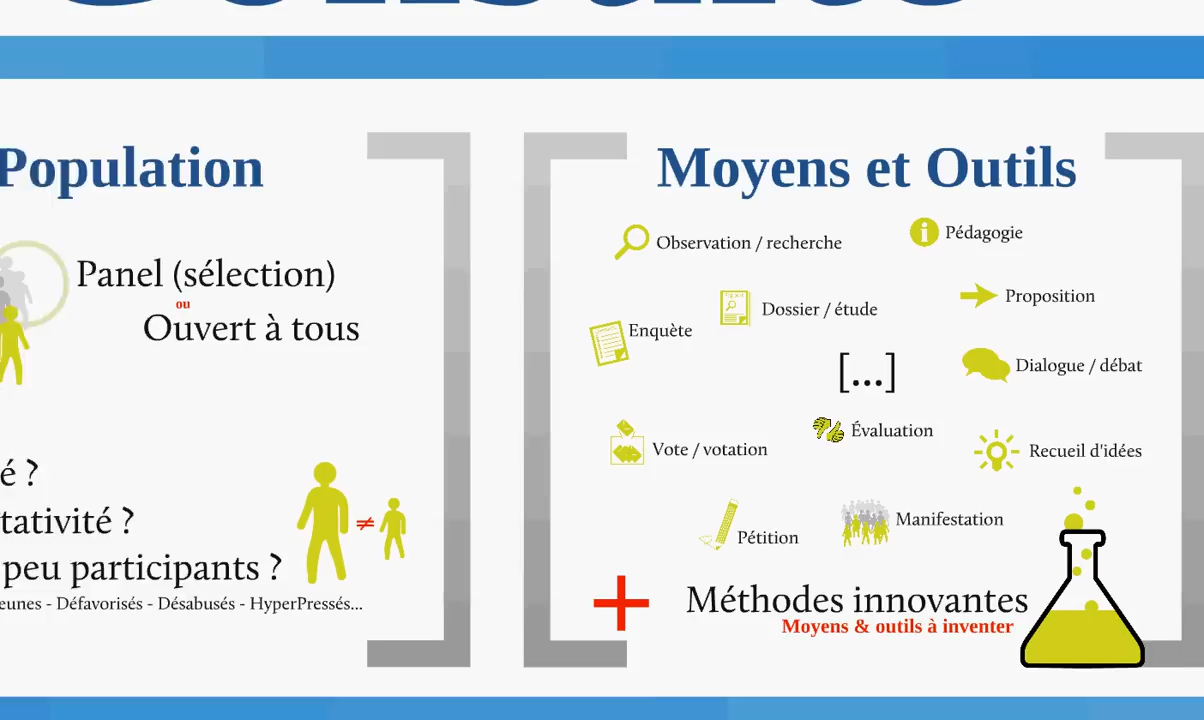 Population
Panel (sélection)
ou
Ouvert à tous
é ?
tativité ?
peu participants ?
eunes - Défavorisés - Désabusés - HyperPressés...
≠
Moyens et Outils
Observation / recherche
Pédagogie
Dossier / étude
Proposition
Enquête
[...]
Dialogue / débat
Évaluation
Vote / votation
Recueil d'idées
Manifestation
Pétition
+
Méthodes innovantes
Moyens & outils à inventer